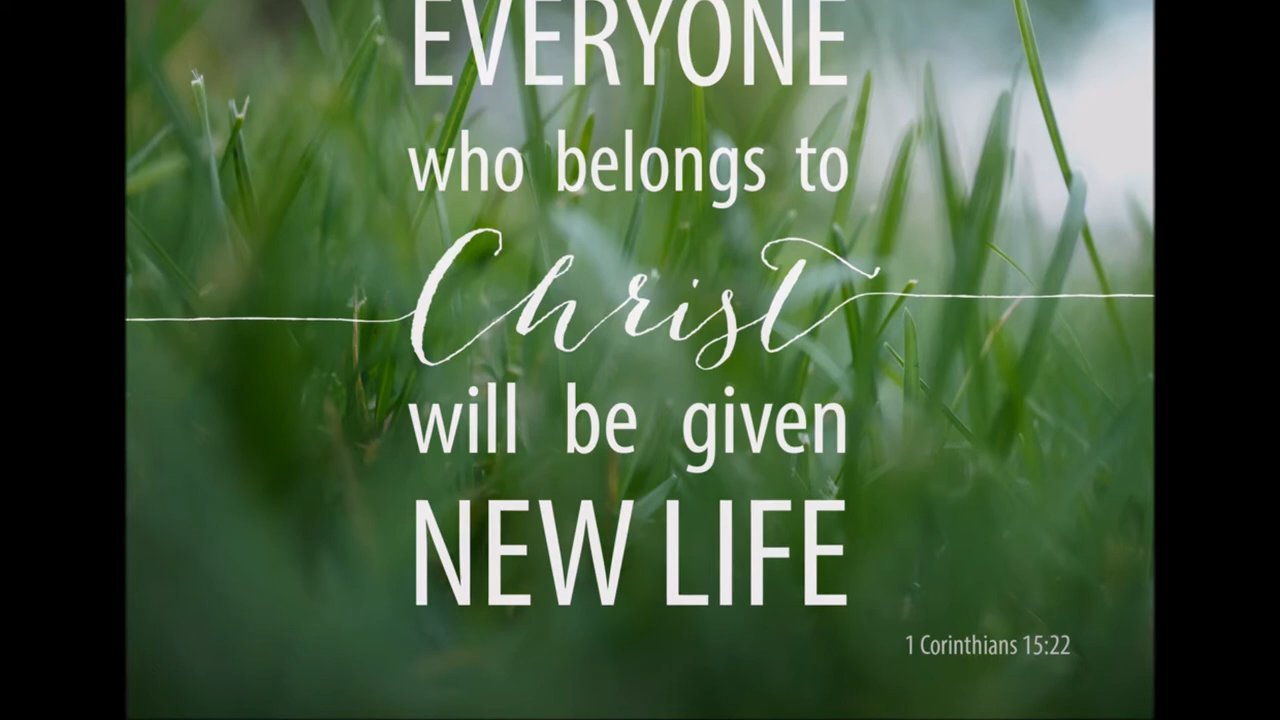 EVERYONE
who belongs to
Christ
will be given
NEW LIFE
1 Corinthians 15:22